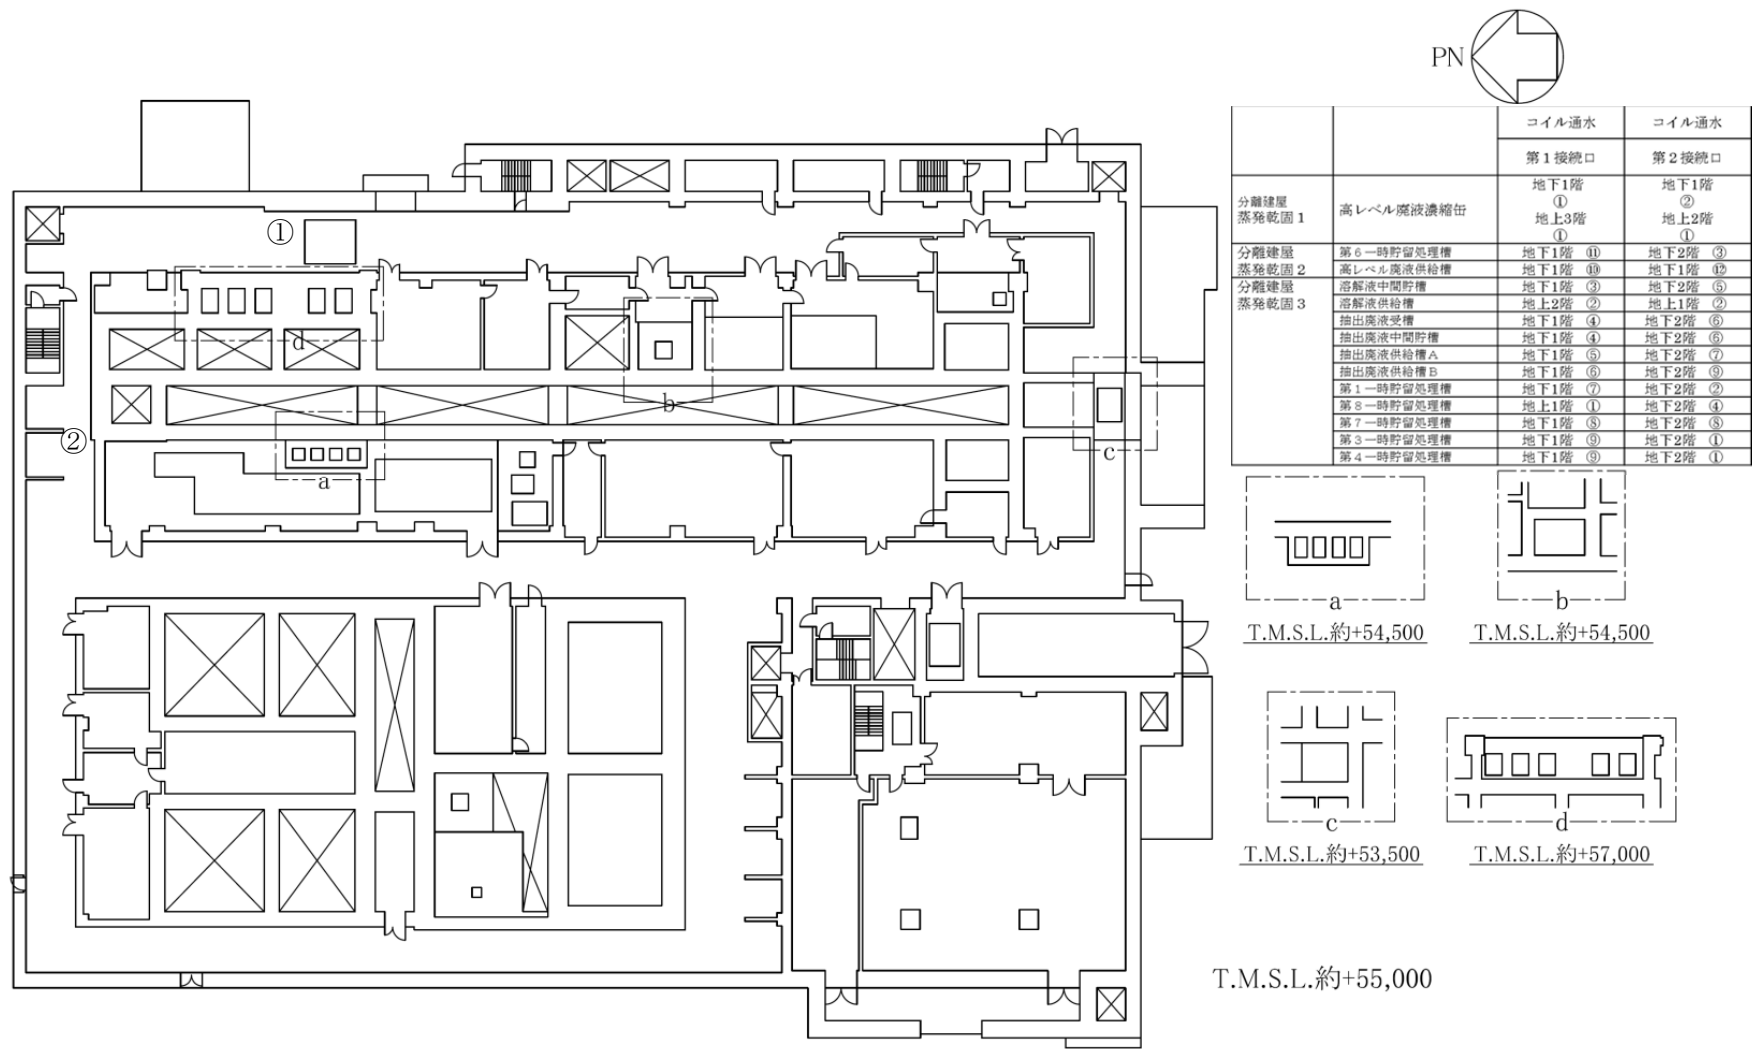 PN
コイル通水 コイル通水
第１接続口 第２接続口
分離建屋
蒸発乾固１ 高レベル廃液濃縮缶 地下1階 ① 地上3階 ① 地下1階 ② 地上2階 ①
分離建屋
蒸発乾固２
第６一時貯留処理槽 地下1階 ⑪ 地下2階 ③
高レベル廃液供給槽 地下1階 ⑩ 地下1階 ⑫
分離建屋
蒸発乾固３
溶解液中間貯槽 地下1階 ③ 地下2階 ⑤
溶解液供給槽 地上2階 ② 地上1階 ②
抽出廃液受槽 地下1階 ④ 地下2階 ⑥
抽出廃液中間貯槽 地下1階 ④ 地下2階 ⑥
抽出廃液供給槽Ａ 地下1階 ⑤ 地下2階 ⑦
抽出廃液供給槽Ｂ 地下1階 ⑥ 地下2階 ⑨
第１一時貯留処理槽 地下1階 ⑦ 地下2階 ②
第８一時貯留処理槽 地上1階 ① 地下2階 ④
第７一時貯留処理槽 地下1階 ⑧ 地下2階 ⑧
第３一時貯留処理槽 地下1階 ⑨ 地下2階 ①
第４一時貯留処理槽 地下1階 ⑨ 地下2階 ①
①
d
b
②
a
c
a
T.M.S.L.約+54,500
b
T.M.S.L.約+54,500
c
T.M.S.L.約+53,500
d
T.M.S.L.約+57,000
T.M.S.L.約+55,000